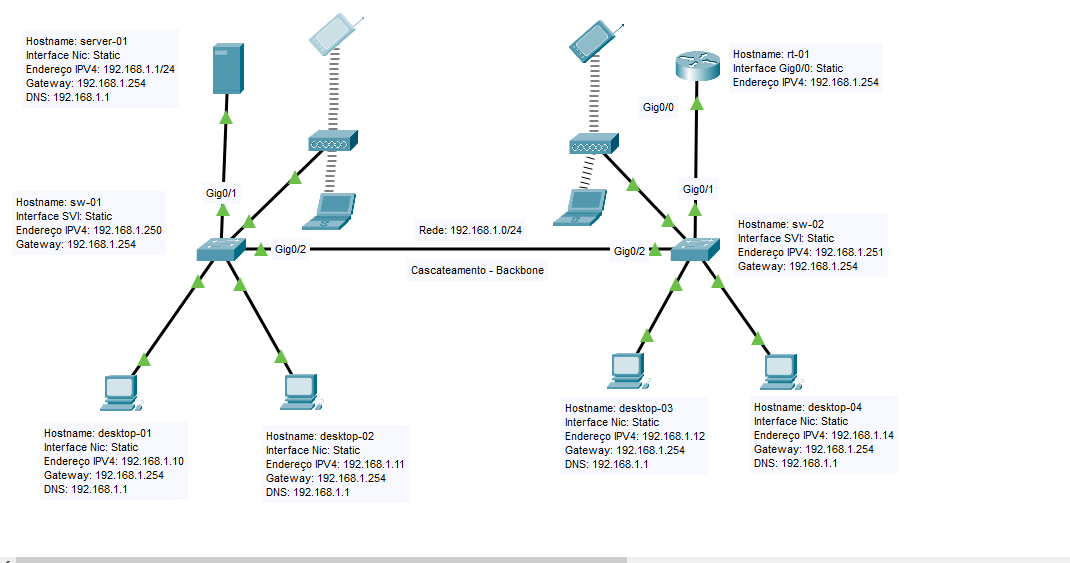 Hostname: server-01
Interface Nic: Static
Endereço IPV4: 192.168.1.1/24
Gateway: 192.168.1.254
DNS: 192.168.1.1
Hostname: rt-01
Interface Gig0/0: Static
Endereço IPV4: 192.168.1.254
Gig0/0
Gig0/1
Gig0/1
Hostname: sw-01
Interface SVI: Static
Endereço IPV4: 192.168.1.250
Gateway: 192.168.1.254
Gig0/2
Rede: 192.168.1.0/24
Cascateamento - Backbone
Gig0/2
Hostname: sw-02
Interface SVI: Static
Endereço IPV4: 192.168.1.251
Gateway: 192.168.1.254
Hostname: desktop-01
Interface Nic: Static
Endereço IPV4: 192.168.1.10
Gateway: 192.168.1.254
DNS: 192.168.1.1
Hostname: desktop-02
Interface Nic: Static
Endereço IPV4: 192.168.1.11
Gateway: 192.168.1.254
DNS: 192.168.1.1
Hostname: desktop-03
Interface Nic: Static
Endereço IPV4: 192.168.1.12
Gateway: 192.168.1.254
DNS: 192.168.1.1
Hostname: desktop-04
Interface Nic: Static
Endereço IPV4: 192.168.1.14
Gateway: 192.168.1.254
DNS: 192.168.1.1